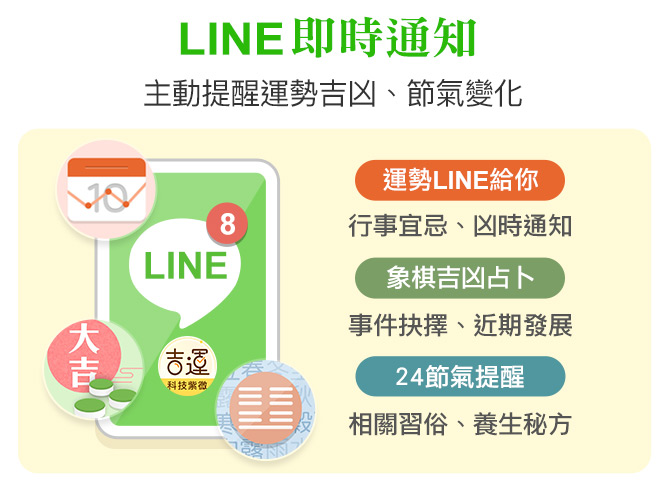 LINE即時通知
主動提醒運勢吉凶、節氣變化
10
8
LINE
大吉
吉運
科技紫微
運勢LINE給你
行事宜忌、凶時通知
象棋吉凶占卜
事件抉擇、近期發展
24節氣提醒
相關習俗、養生秘方